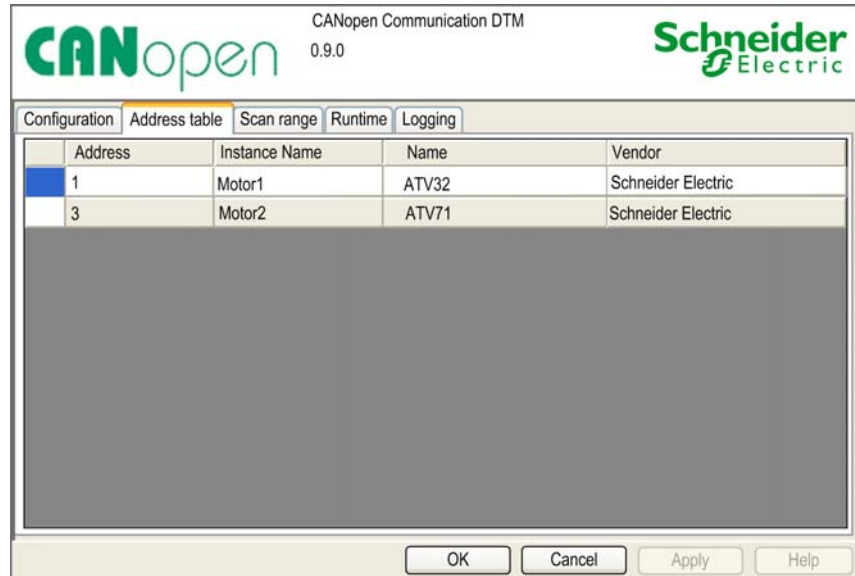 CANopen
CANopen Communication DTM
0.9.0
Schneider
Electric
Configuration Address table Scan range Runtime Logging
Address Instance Name Name Vendor
1 Motor1 ATV32 Schneider Electric
3 Motor2 ATV71 Schneider Electric
OK Cancel Apply Help